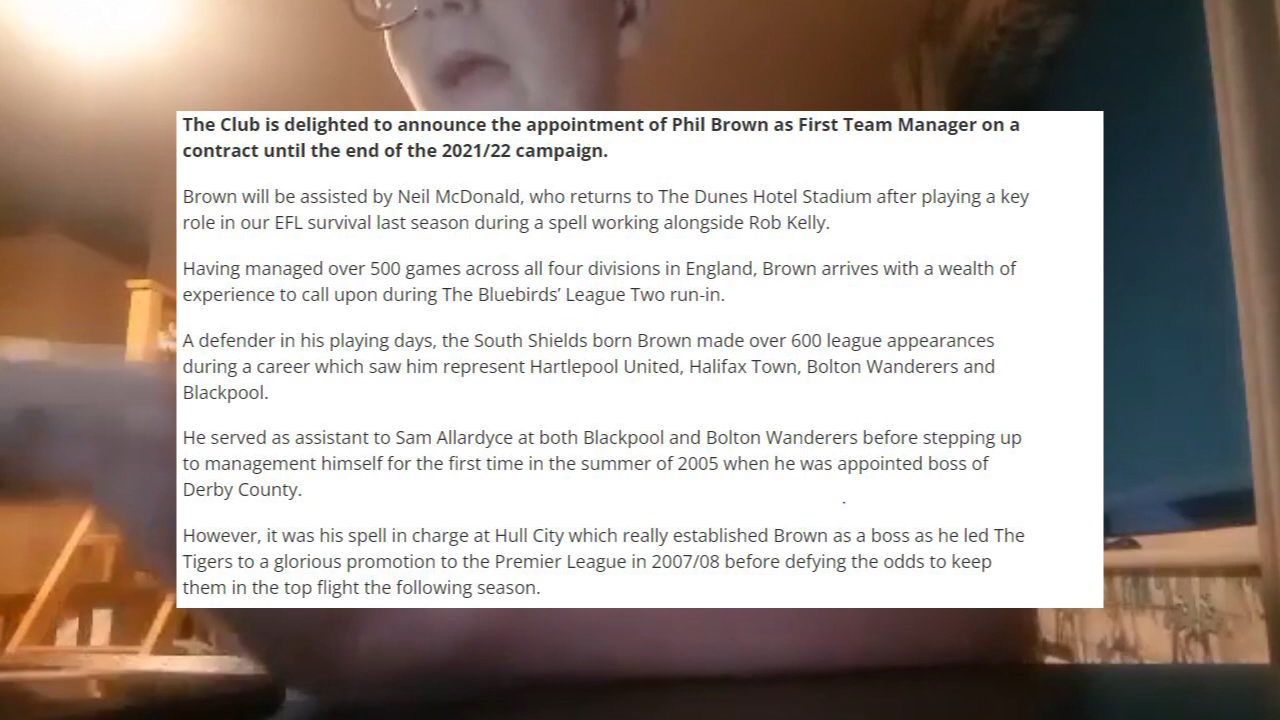 The Club is delighted to announce the appointment of Phil Brown as First Team Manager on a
contract until the end of the 2021/22 campaign.
Brown will be assisted by Neil McDonald, who returns to The Dunes Hotel Stadium after playing a key
role in our EFL survival last season during a spell working alongside Rob Kelly.
Having managed over 500 games across all four divisions in England, Brown arrives with a wealth of
experience to call upon during The Bluebirds’ League Two run-in.
A defender in his playing days, the South Shields born Brown made over 600 league appearances
during a career which saw him represent Hartlepool United, Halifax Town, Bolton Wanderers and
Blackpool.
He served as assistant to Sam Allardyce at both Blackpool and Bolton Wanderers before stepping up
to management himself for the first time in the summer of 2005 when he was appointed boss of
Derby County.
However, it was his spell in charge at Hull City which really established Brown as a boss as he led The
Tigers to a glorious promotion to the Premier League in 2007/08 before defying the odds to keep
them in the top flight the following season.